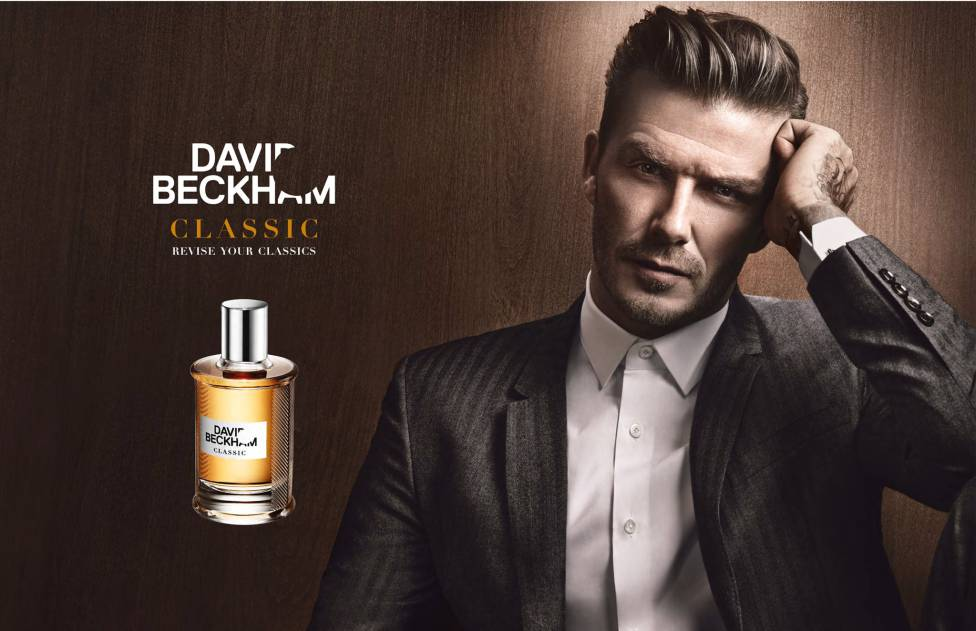 DAVID
BECKHAM
CLASSIC
REVISE YOUR CLASSICS
DAVID
BECKHAM
CLASSIC